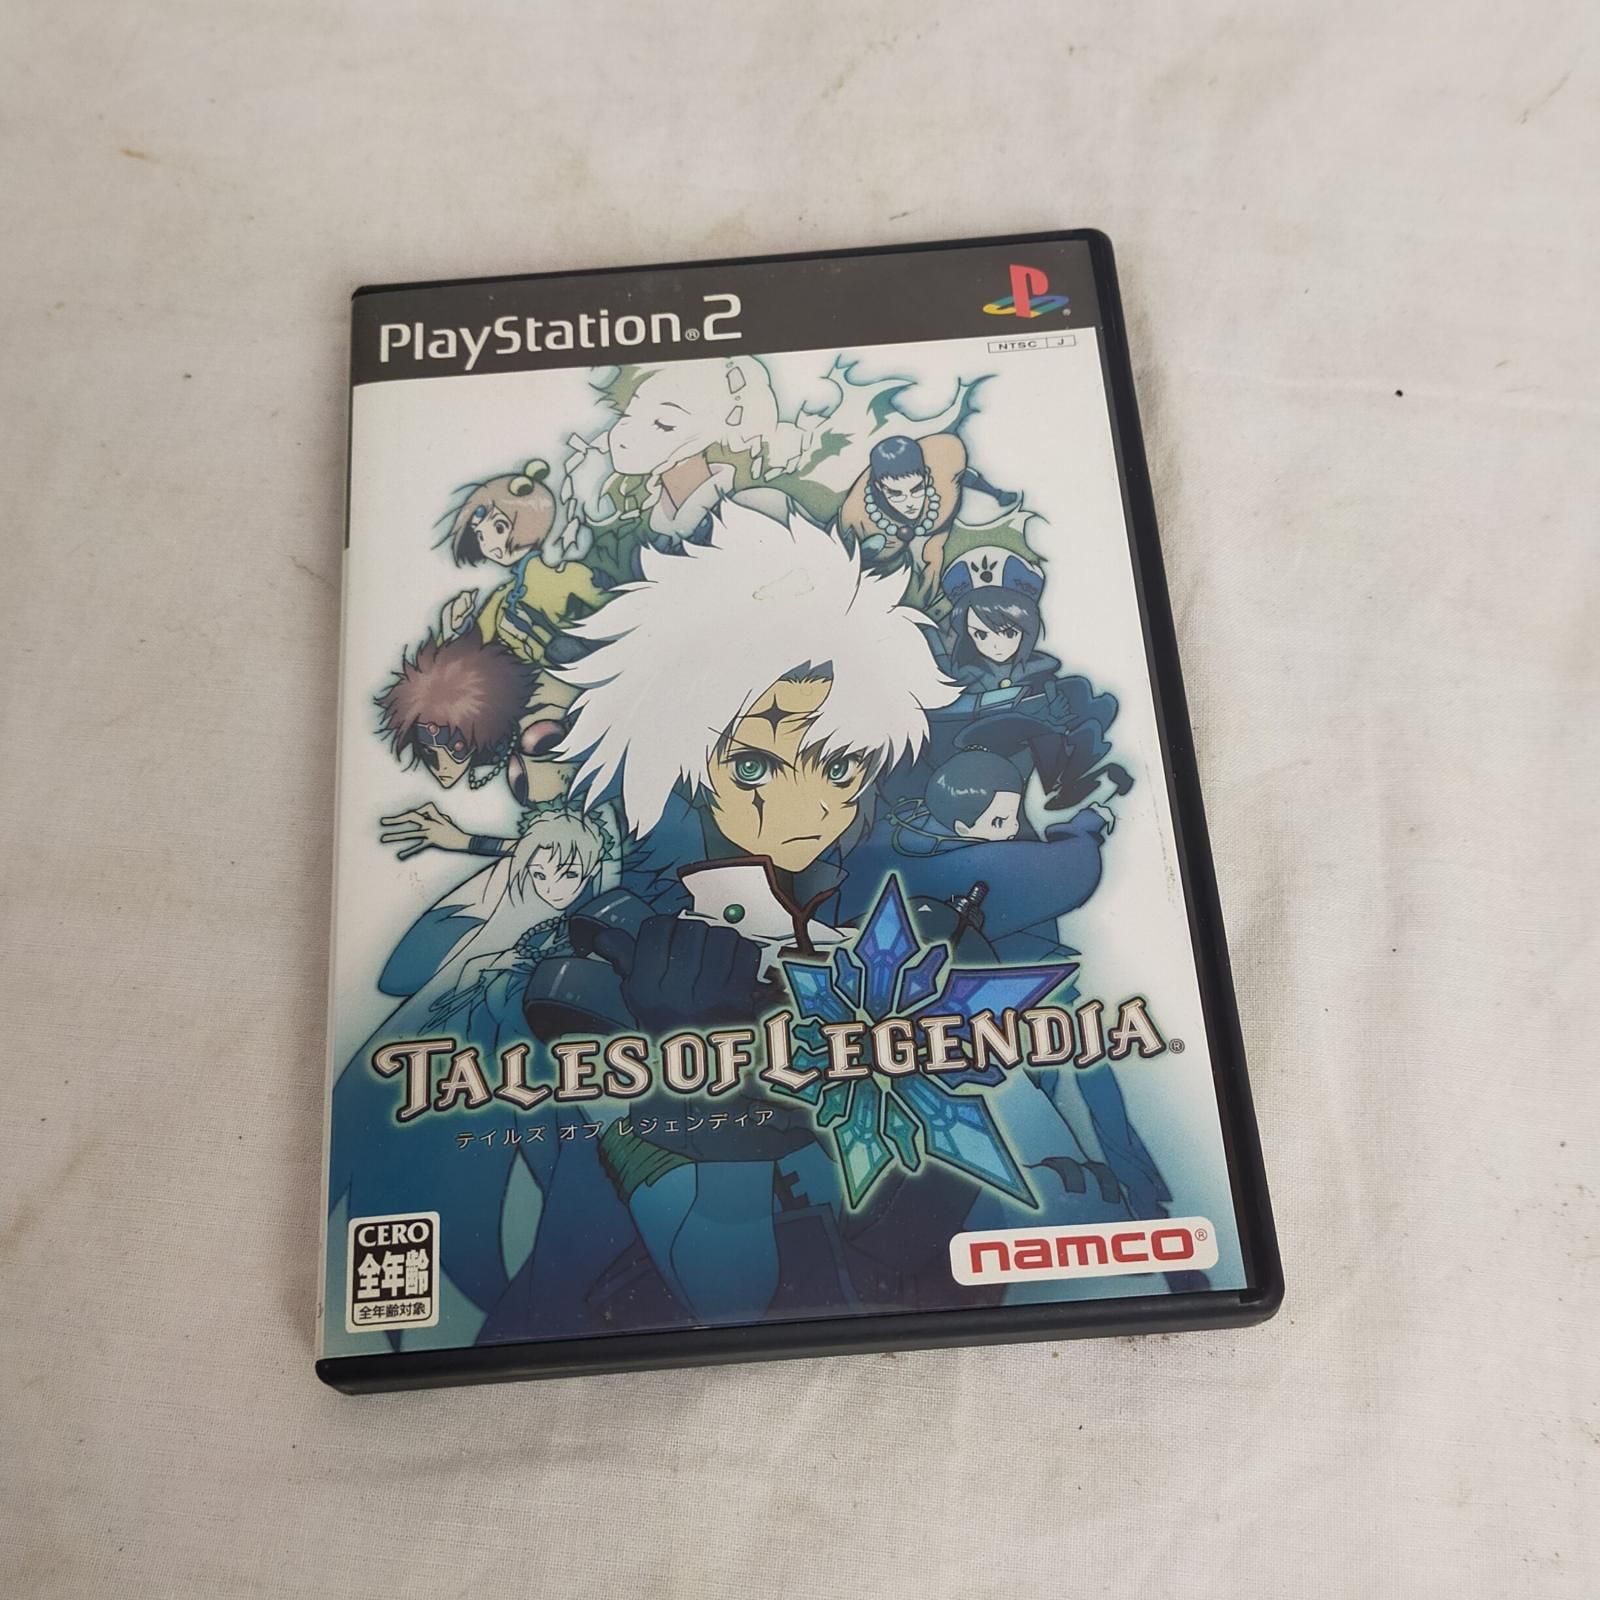 PlayStation®2
NTSC J
TALES OF LEGENDIA®
テイルズ オブ レジェンディア
CERO
全年齢
全年齢対象
namco®